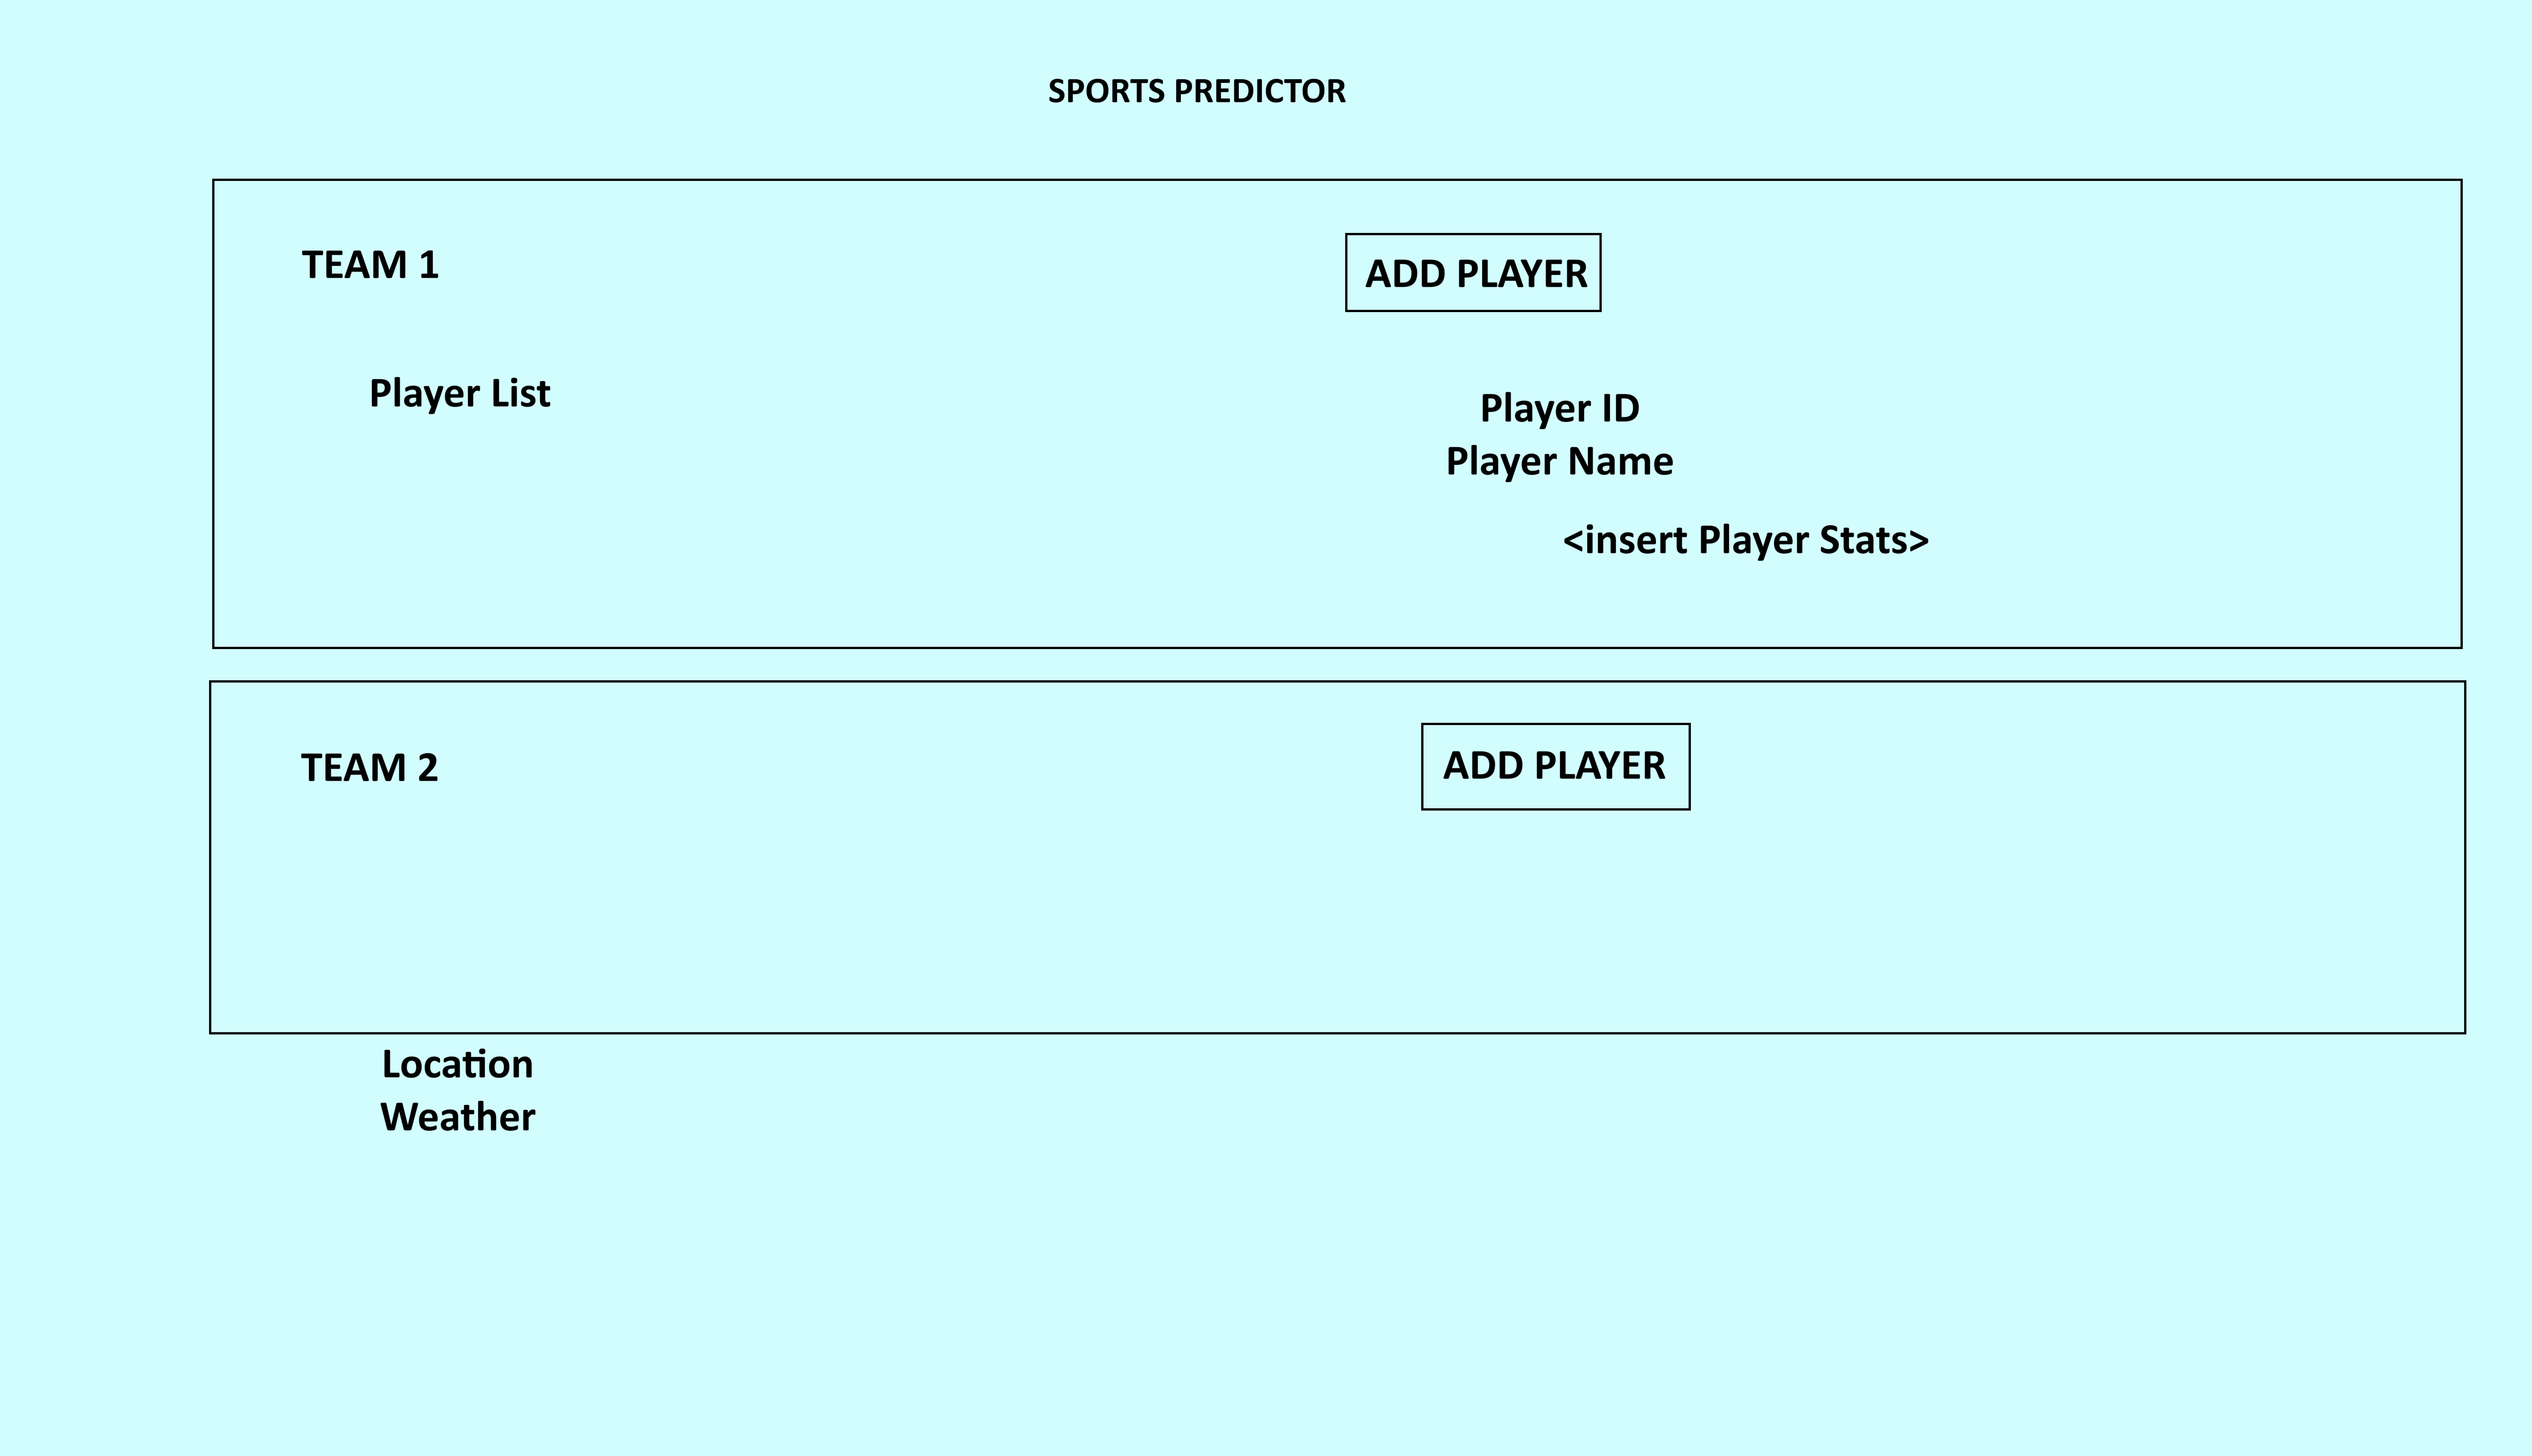 SPORTS PREDICTOR
TEAM 1
ADD PLAYER
Player List
Player ID
Player Name
<insert Player Stats>
TEAM 2
ADD PLAYER
Location
Weather